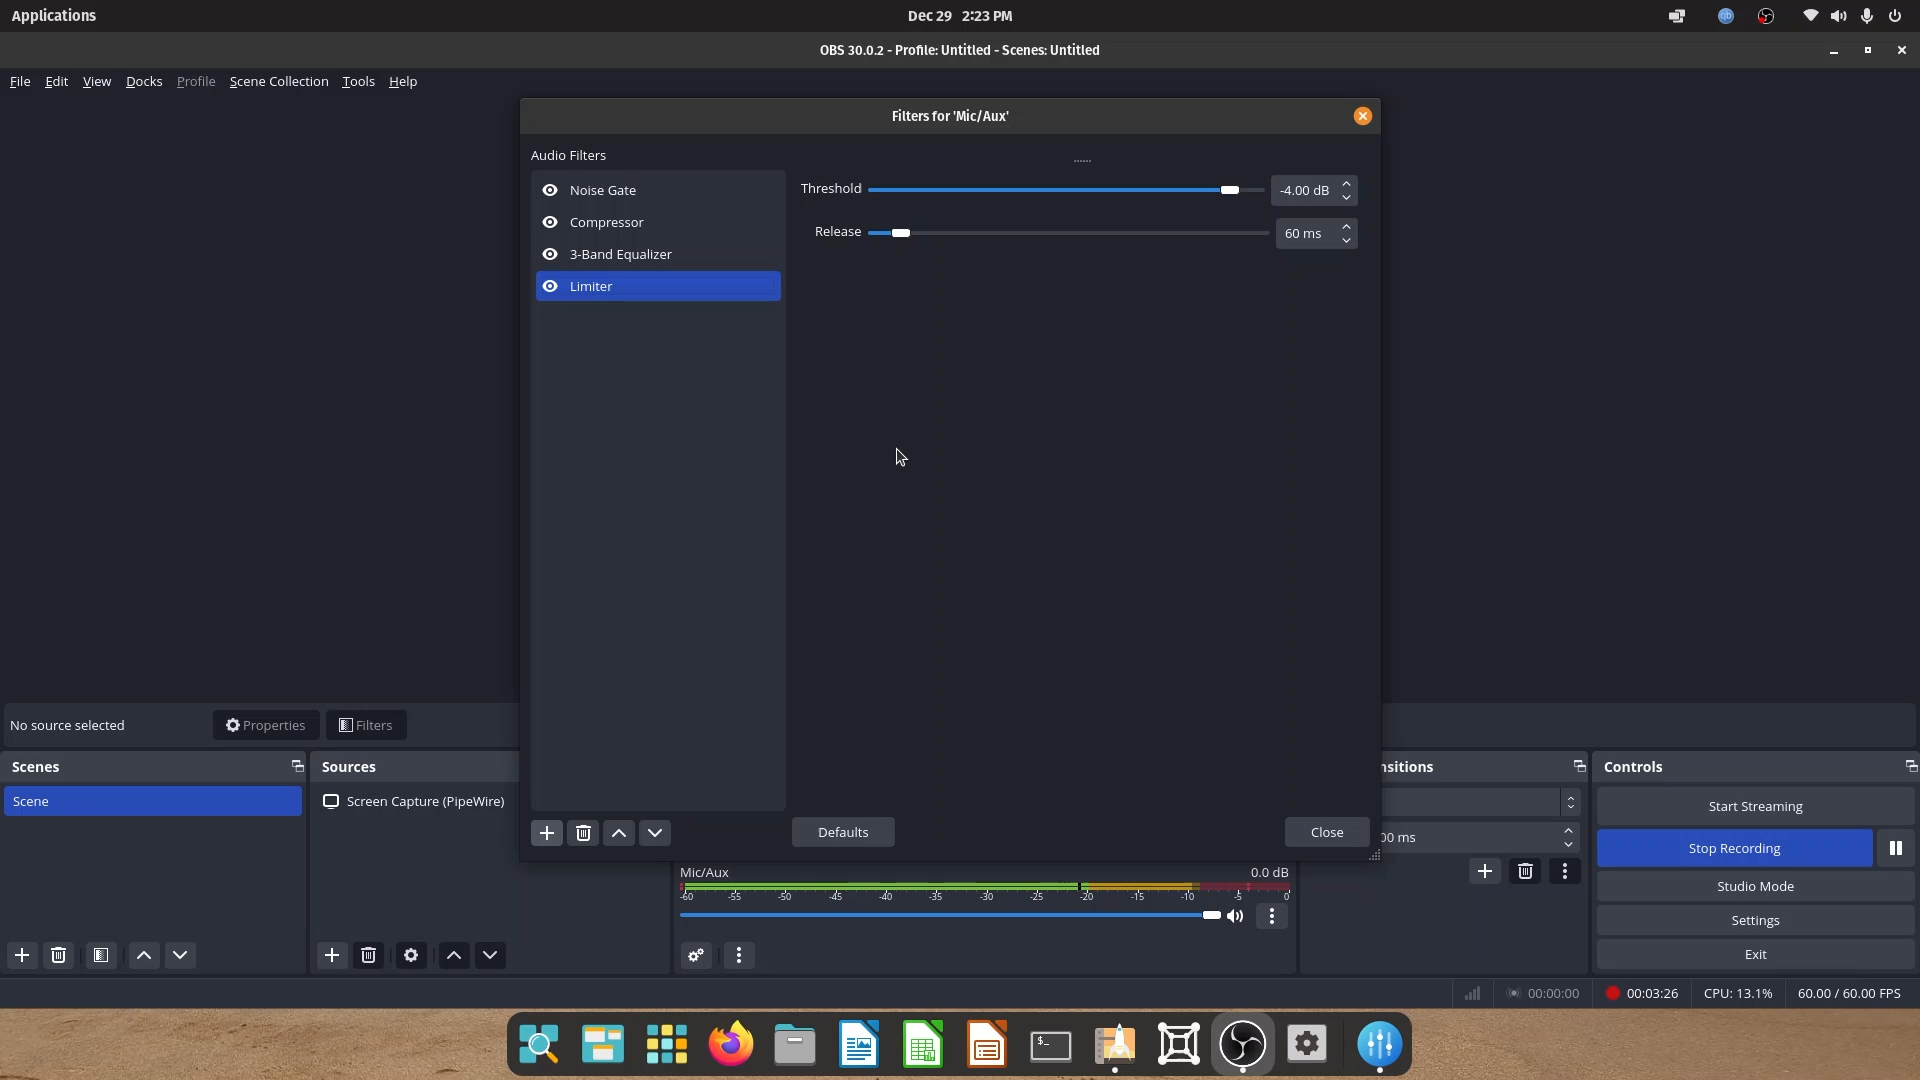 Applications
Dec 29 2:23 PM
OBS 30.0.2 - Profile: Untitled - Scenes: Untitled
File Edit View Docks Profile Scene Collection Tools Help
Filters for 'Mic/Aux'
Audio Filters
Noise Gate
Compressor
3-Band Equalizer
Limiter
Threshold -4.00 dB
Release 60 ms
Defaults
Close
No source selected
Properties
Filters
Scenes
Scene
Sources
Screen Capture (PipeWire)
Mic/Aux 0.0 dB
-60 -55 -50 -45 -40 -35 -30 -25 -20 -15 -10 -5 0
nsitions
00 ms
Controls
Start Streaming
Stop Recording
Studio Mode
Settings
Exit
00:00:00
00:03:26
CPU: 13.1%
60.00 / 60.00 FPS
qb
$_